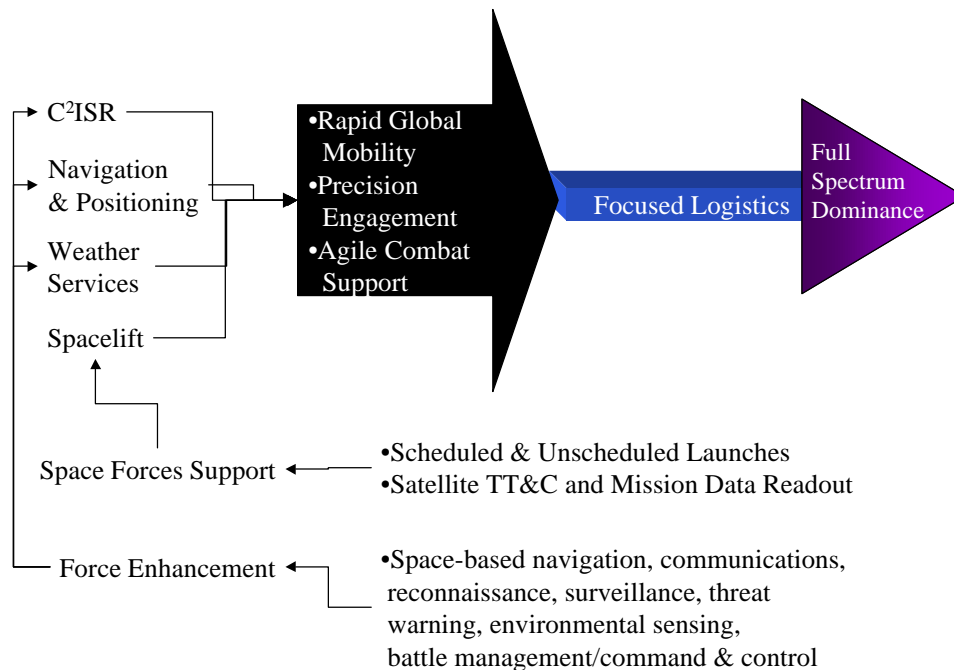 C²ISR
Navigation
& Positioning
Weather
Services
Spacelift
•Rapid Global
Mobility
•Precision
Engagement
•Agile Combat
Support
Focused Logistics
Full
Spectrum
Dominance
Space Forces Support
•Scheduled & Unscheduled Launches
•Satellite TT&C and Mission Data Readout
Force Enhancement
•Space-based navigation, communications,
reconnaissance, surveillance, threat
warning, environmental sensing,
battle management/command & control